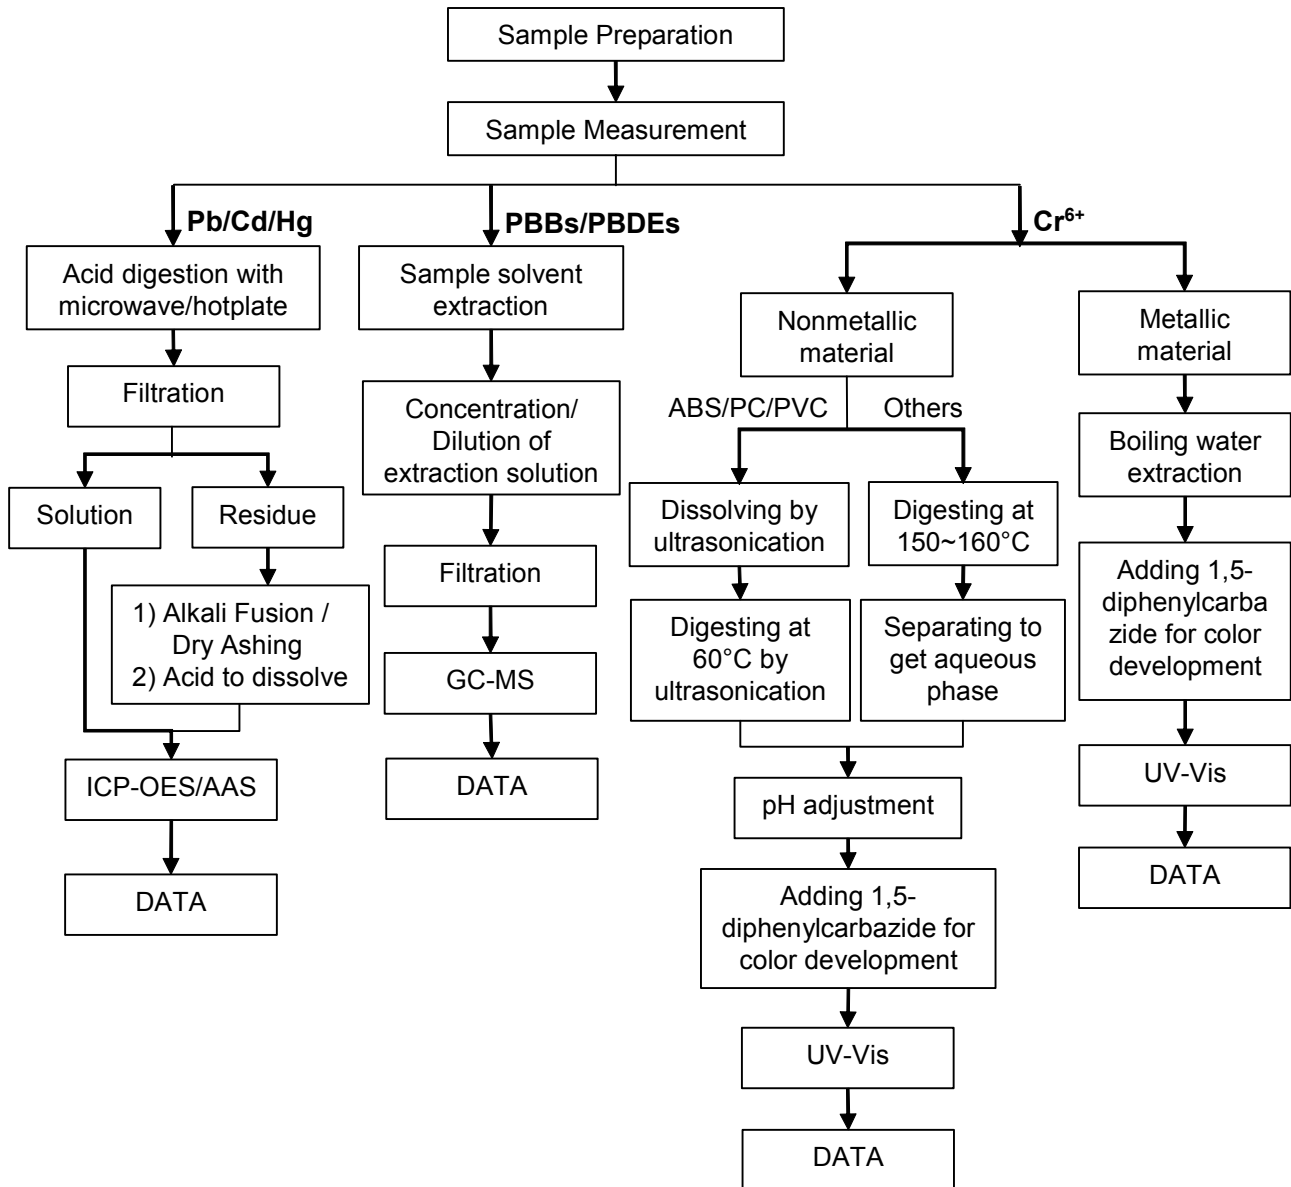 Sample Preparation
Sample Measurement
Pb/Cd/Hg
Acid digestion with
microwave/hotplate
Filtration
Solution
Residue
1) Alkali Fusion /
Dry Ashing
2) Acid to dissolve
ICP-OES/AAS
DATA
PBBs/PBDEs
Sample solvent
extraction
Concentration/
Dilution of
extraction solution
Filtration
GC-MS
DATA
Cr⁶⁺
Nonmetallic
material
ABS/PC/PVC
Others
Dissolving by
ultrasonication
Digesting at
60°C by
ultrasonication
Digesting at
150~160°C
Separating to
get aqueous
phase
pH adjustment
Adding 1,5-
diphenylcarbazide for
color development
UV-Vis
DATA
Metallic
material
Boiling water
extraction
Adding 1,5-
diphenylcarba
zide for color
development
UV-Vis
DATA